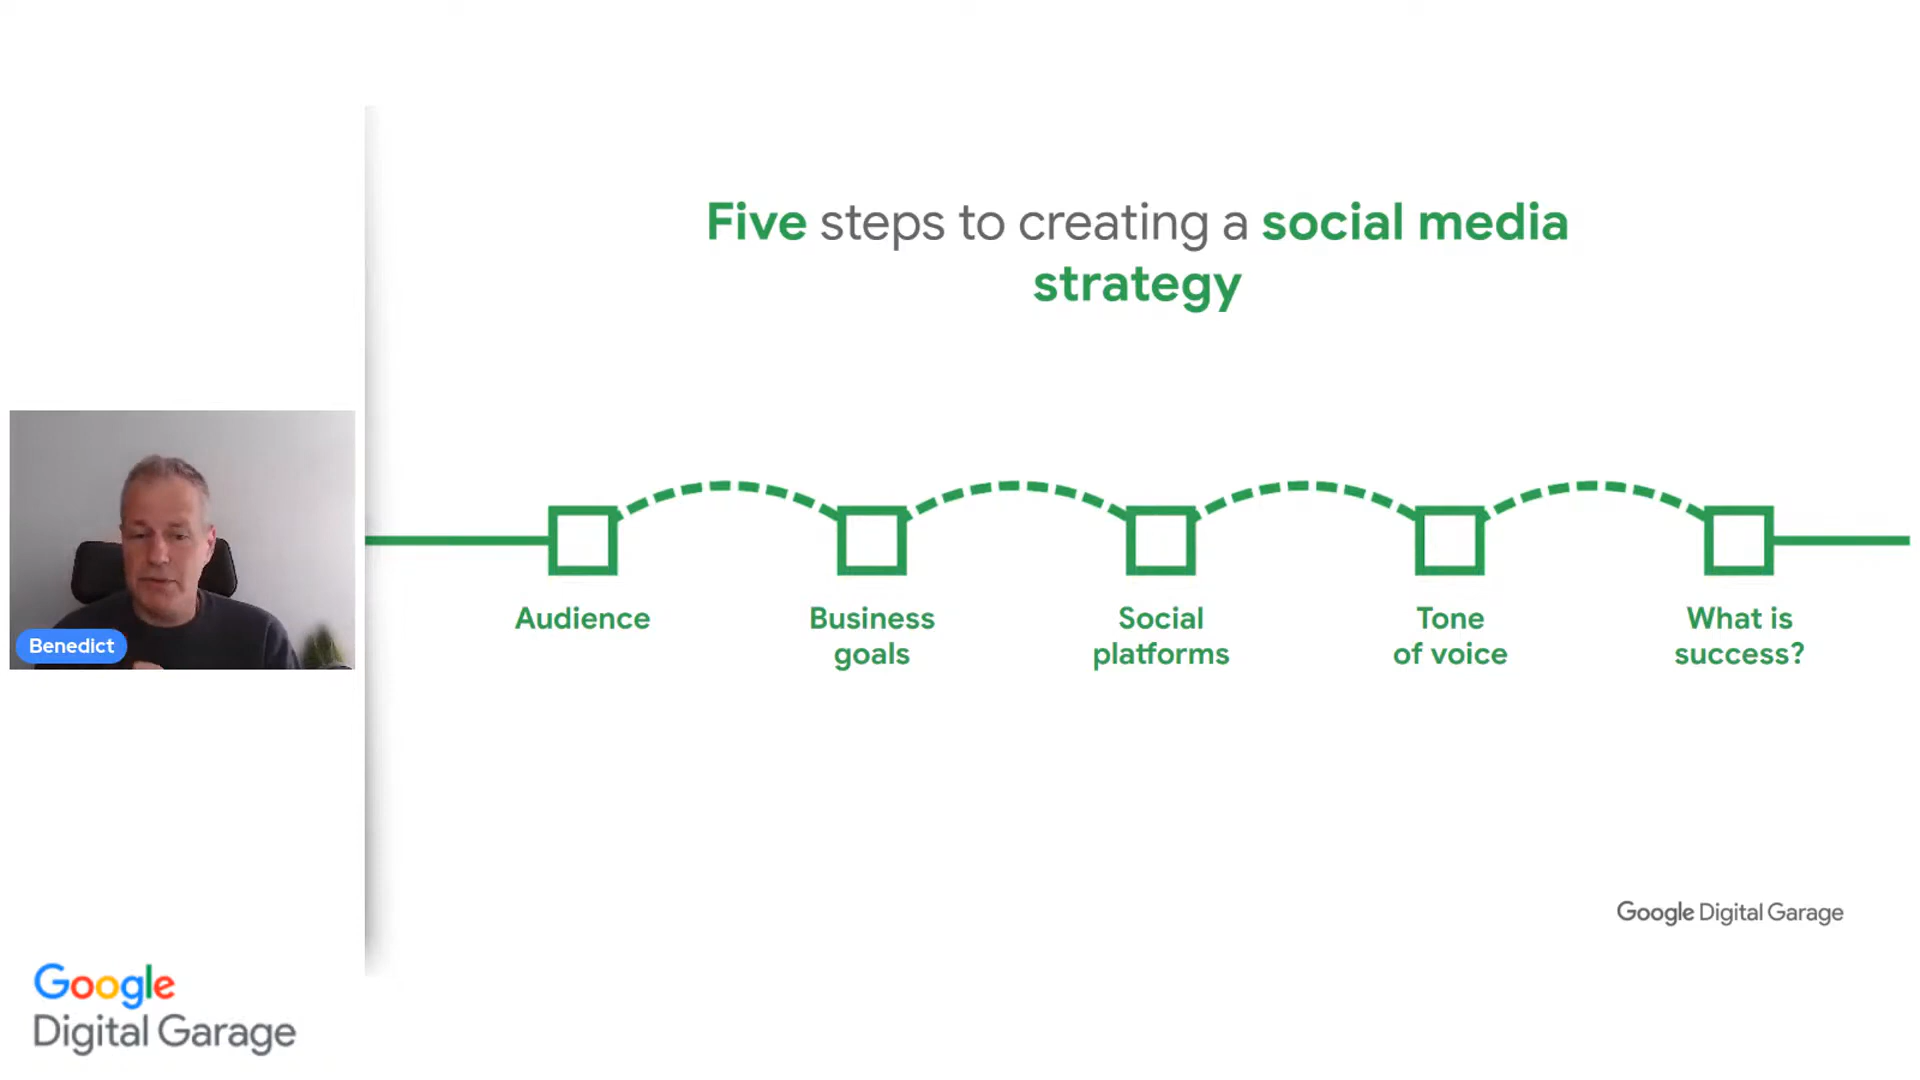 Five steps to creating a social media
strategy
Audience
Business
goals
Social
platforms
Tone
of voice
What is
success?
Benedict
Google Digital Garage
Google
Digital Garage